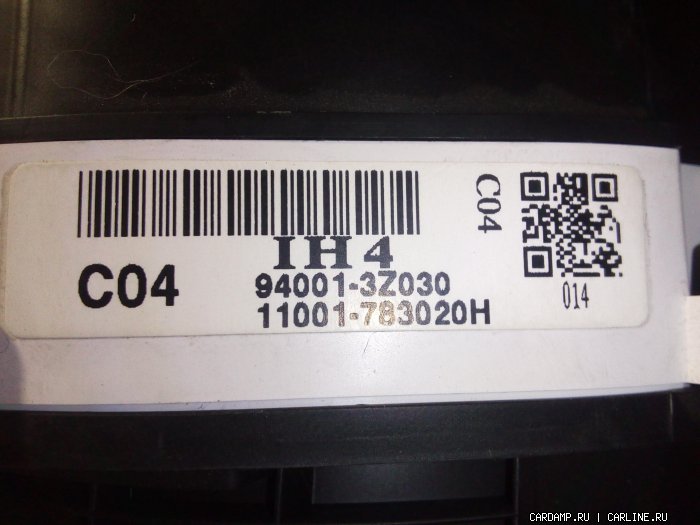 IH4
C04
94001-3Z030
11001-783020H
C04
014
CARDAMP.RU | CARLINE.RU